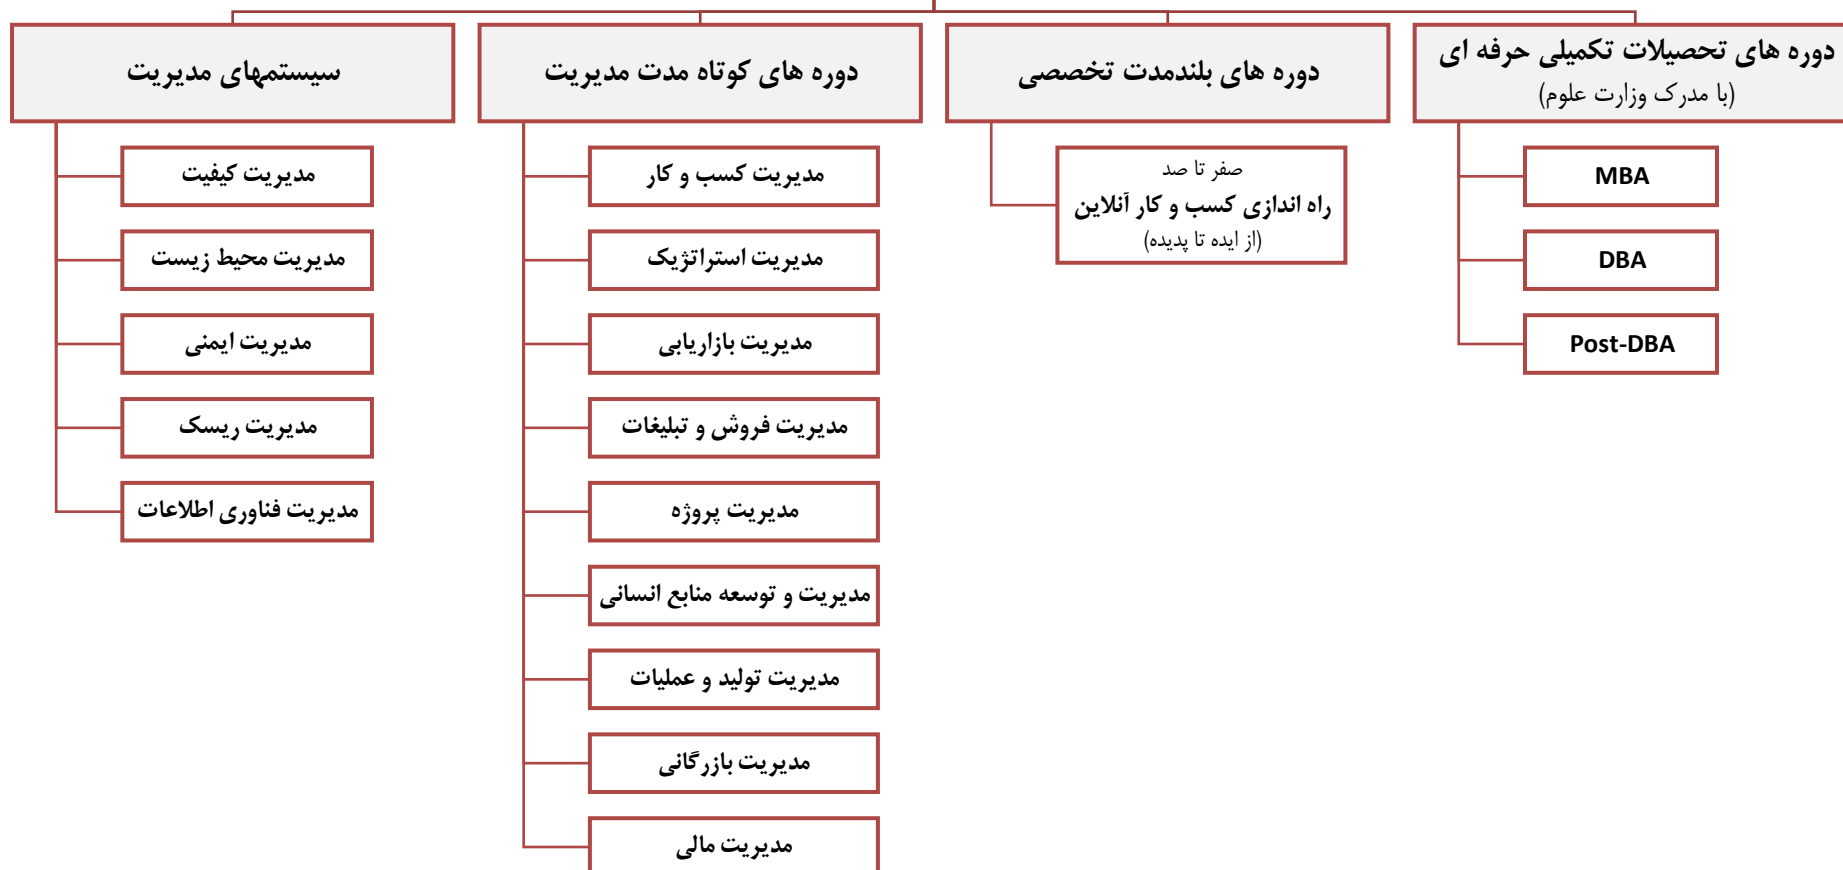 دوره های تحصیلات تکمیلی حرفه ای
(با مدرک وزارت علوم)
MBA
DBA
Post-DBA
دوره های بلندمدت تخصصی
صفر تا صد
راه اندازی کسب و کار آنلاین
(از ایده تا پدیده)
دوره های کوتاه مدت مدیریت
مدیریت کسب و کار
مدیریت استراتژیک
مدیریت بازاریابی
مدیریت فروش و تبلیغات
مدیریت پروژه
مدیریت و توسعه منابع انسانی
مدیریت تولید و عملیات
مدیریت بازرگانی
مدیریت مالی
سیستمهای مدیریت
مدیریت کیفیت
مدیریت محیط زیست
مدیریت ایمنی
مدیریت ریسک
مدیریت فناوری اطلاعات